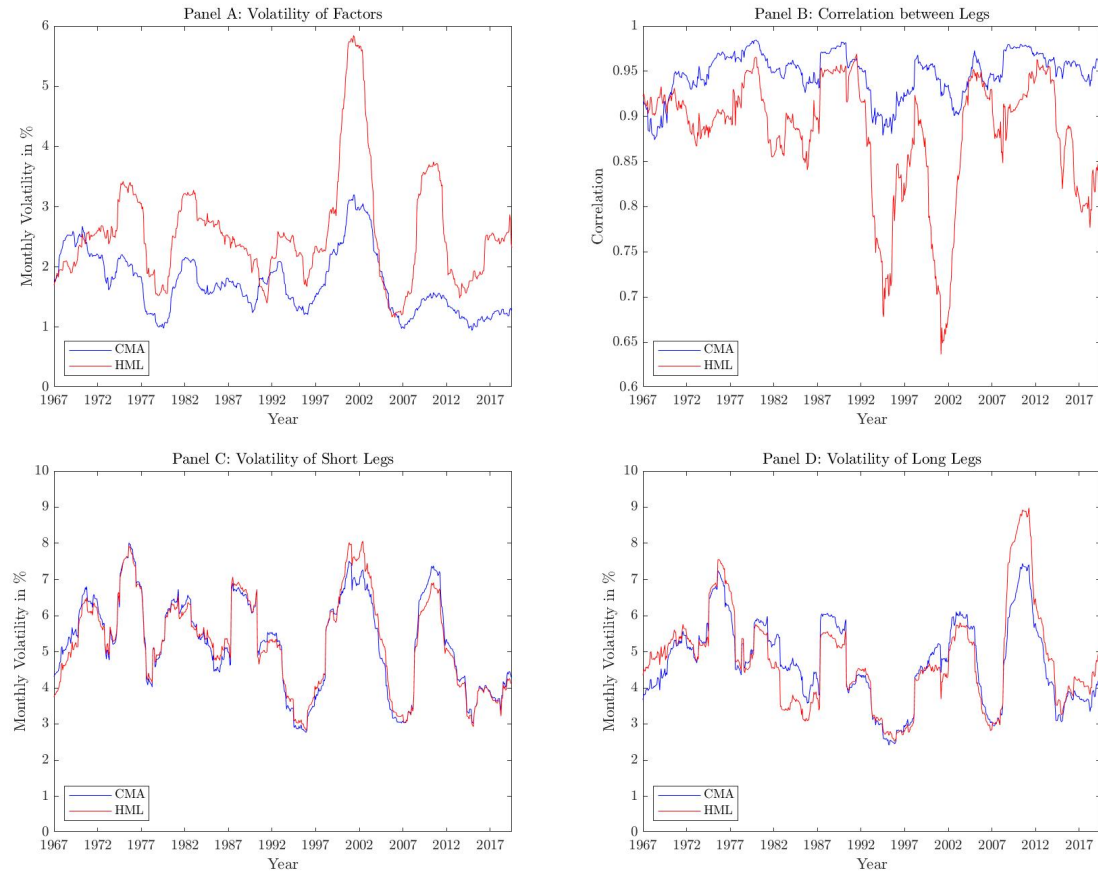 Panel A: Volatility of Factors
Monthly Volatility in %
6
5
4
3
2
1
0
CMA
HML
1967 1972 1977 1982 1987 1992 1997 2002 2007 2012 2017
Year
Panel B: Correlation between Legs
Correlation
1
0.95
0.9
0.85
0.8
0.75
0.7
0.65
0.6
CMA
HML
1967 1972 1977 1982 1987 1992 1997 2002 2007 2012 2017
Year
Panel C: Volatility of Short Legs
Monthly Volatility in %
10
9
8
7
6
5
4
3
2
1
0
CMA
HML
1967 1972 1977 1982 1987 1992 1997 2002 2007 2012 2017
Year
Panel D: Volatility of Long Legs
Monthly Volatility in %
10
9
8
7
6
5
4
3
2
1
0
CMA
HML
1967 1972 1977 1982 1987 1992 1997 2002 2007 2012 2017
Year